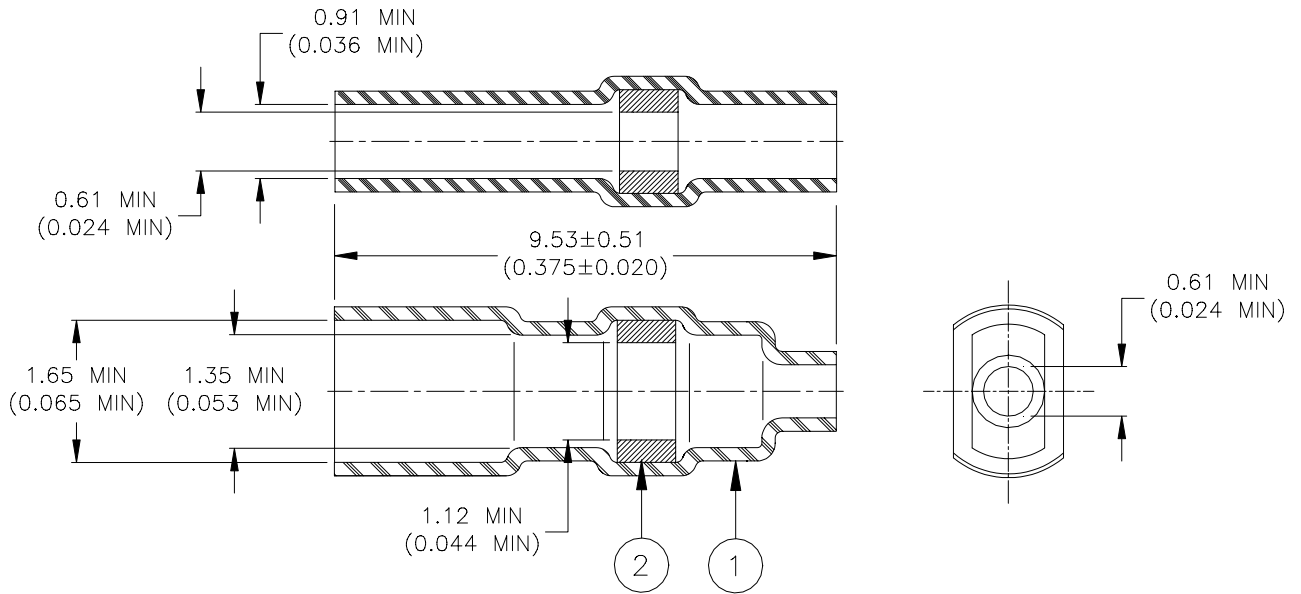 0.91 MIN
(0.036 MIN)
0.61 MIN
(0.024 MIN)
9.53±0.51
(0.375±0.020)
0.61 MIN
(0.024 MIN)
1.65 MIN
(0.065 MIN)
1.35 MIN
(0.053 MIN)
1.12 MIN
(0.044 MIN)
2
1